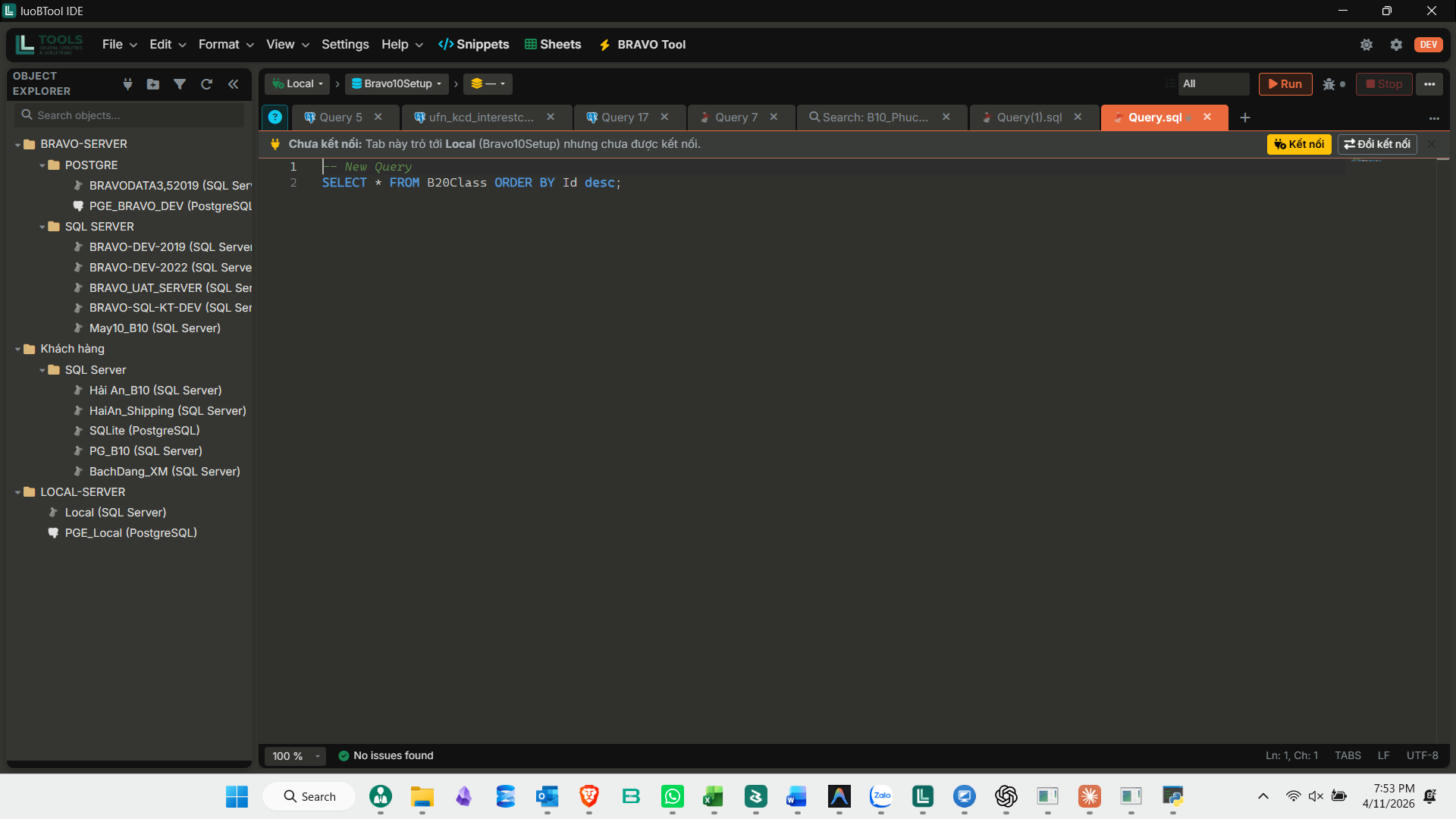 luoBTool IDE
TOOLS
File Edit Format View Settings Help </> Snippets Sheets BRAVO Tool DEV
OBJECT EXPLORER
Search objects...
BRAVO-SERVER
POSTGRE
BRAVODATA3,52019 (SQL Ser
PGE_BRAVO_DEV (PostgreSQL
SQL SERVER
BRAVO-DEV-2019 (SQL Server
BRAVO-DEV-2022 (SQL Serve
BRAVO_UAT_SERVER (SQL Ser
BRAVO-SQL-KT-DEV (SQL Ser
May10_B10 (SQL Server)
Khách hàng
SQL Server
Hải An_B10 (SQL Server)
HaiAn_Shipping (SQL Server)
SQLite (PostgreSQL)
PG_B10 (SQL Server)
BachDang_XM (SQL Server)
LOCAL-SERVER
Local (SQL Server)
PGE_Local (PostgreSQL)
Local Bravo10Setup — All Run Stop
? Query 5 ufn_kcd_interestc... Query 17 Query 7 Search: B10_Phuc... Query(1).sql Query.sql
Chưa kết nối: Tab này trỏ tới Local (Bravo10Setup) nhưng chưa được kết nối. Kết nối Đổi kết nối
1 -- New Query
2 SELECT * FROM B20Class ORDER BY Id desc;
100 % No issues found Ln: 1, Ch: 1 TABS LF UTF-8
Search
Zalo
7:53 PM
4/11/2026